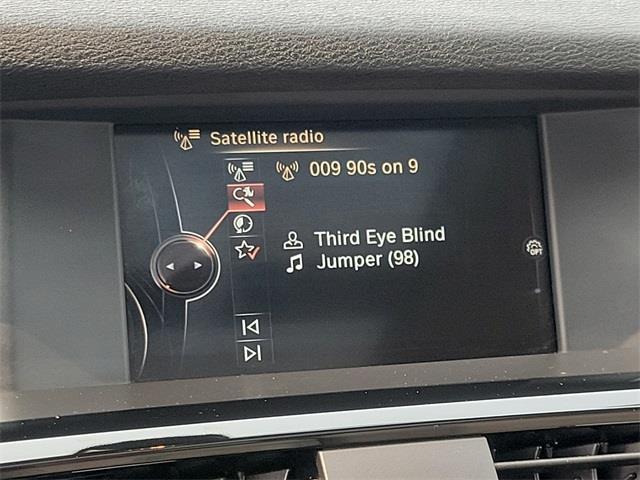 Satellite radio
009 90s on 9
Third Eye Blind
Jumper (98)
OPT